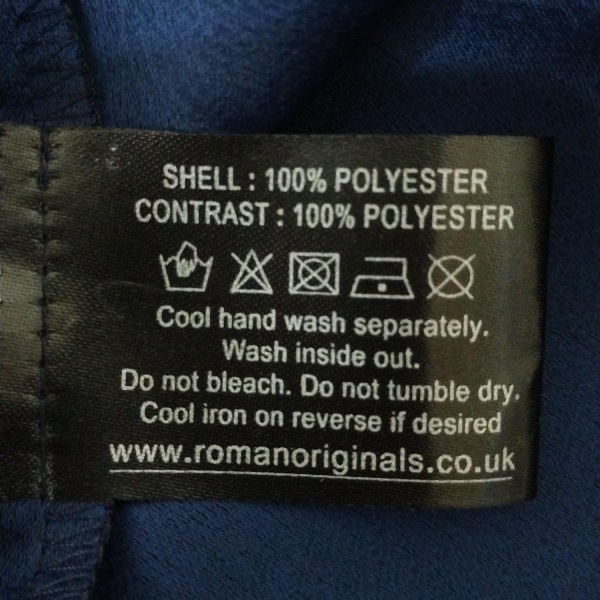 SHELL : 100% POLYESTER
CONTRAST : 100% POLYESTER
Cool hand wash separately.
Wash inside out.
Do not bleach. Do not tumble dry.
Cool iron on reverse if desired
www.romanoriginals.co.uk